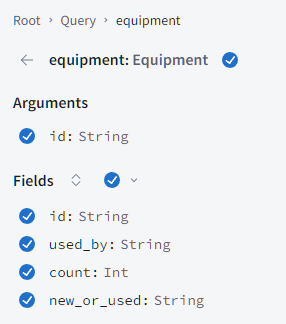 Root > Query > equipment
← equipment: Equipment
Arguments
id: String
Fields
id: String
used_by: String
count: Int
new_or_used: String